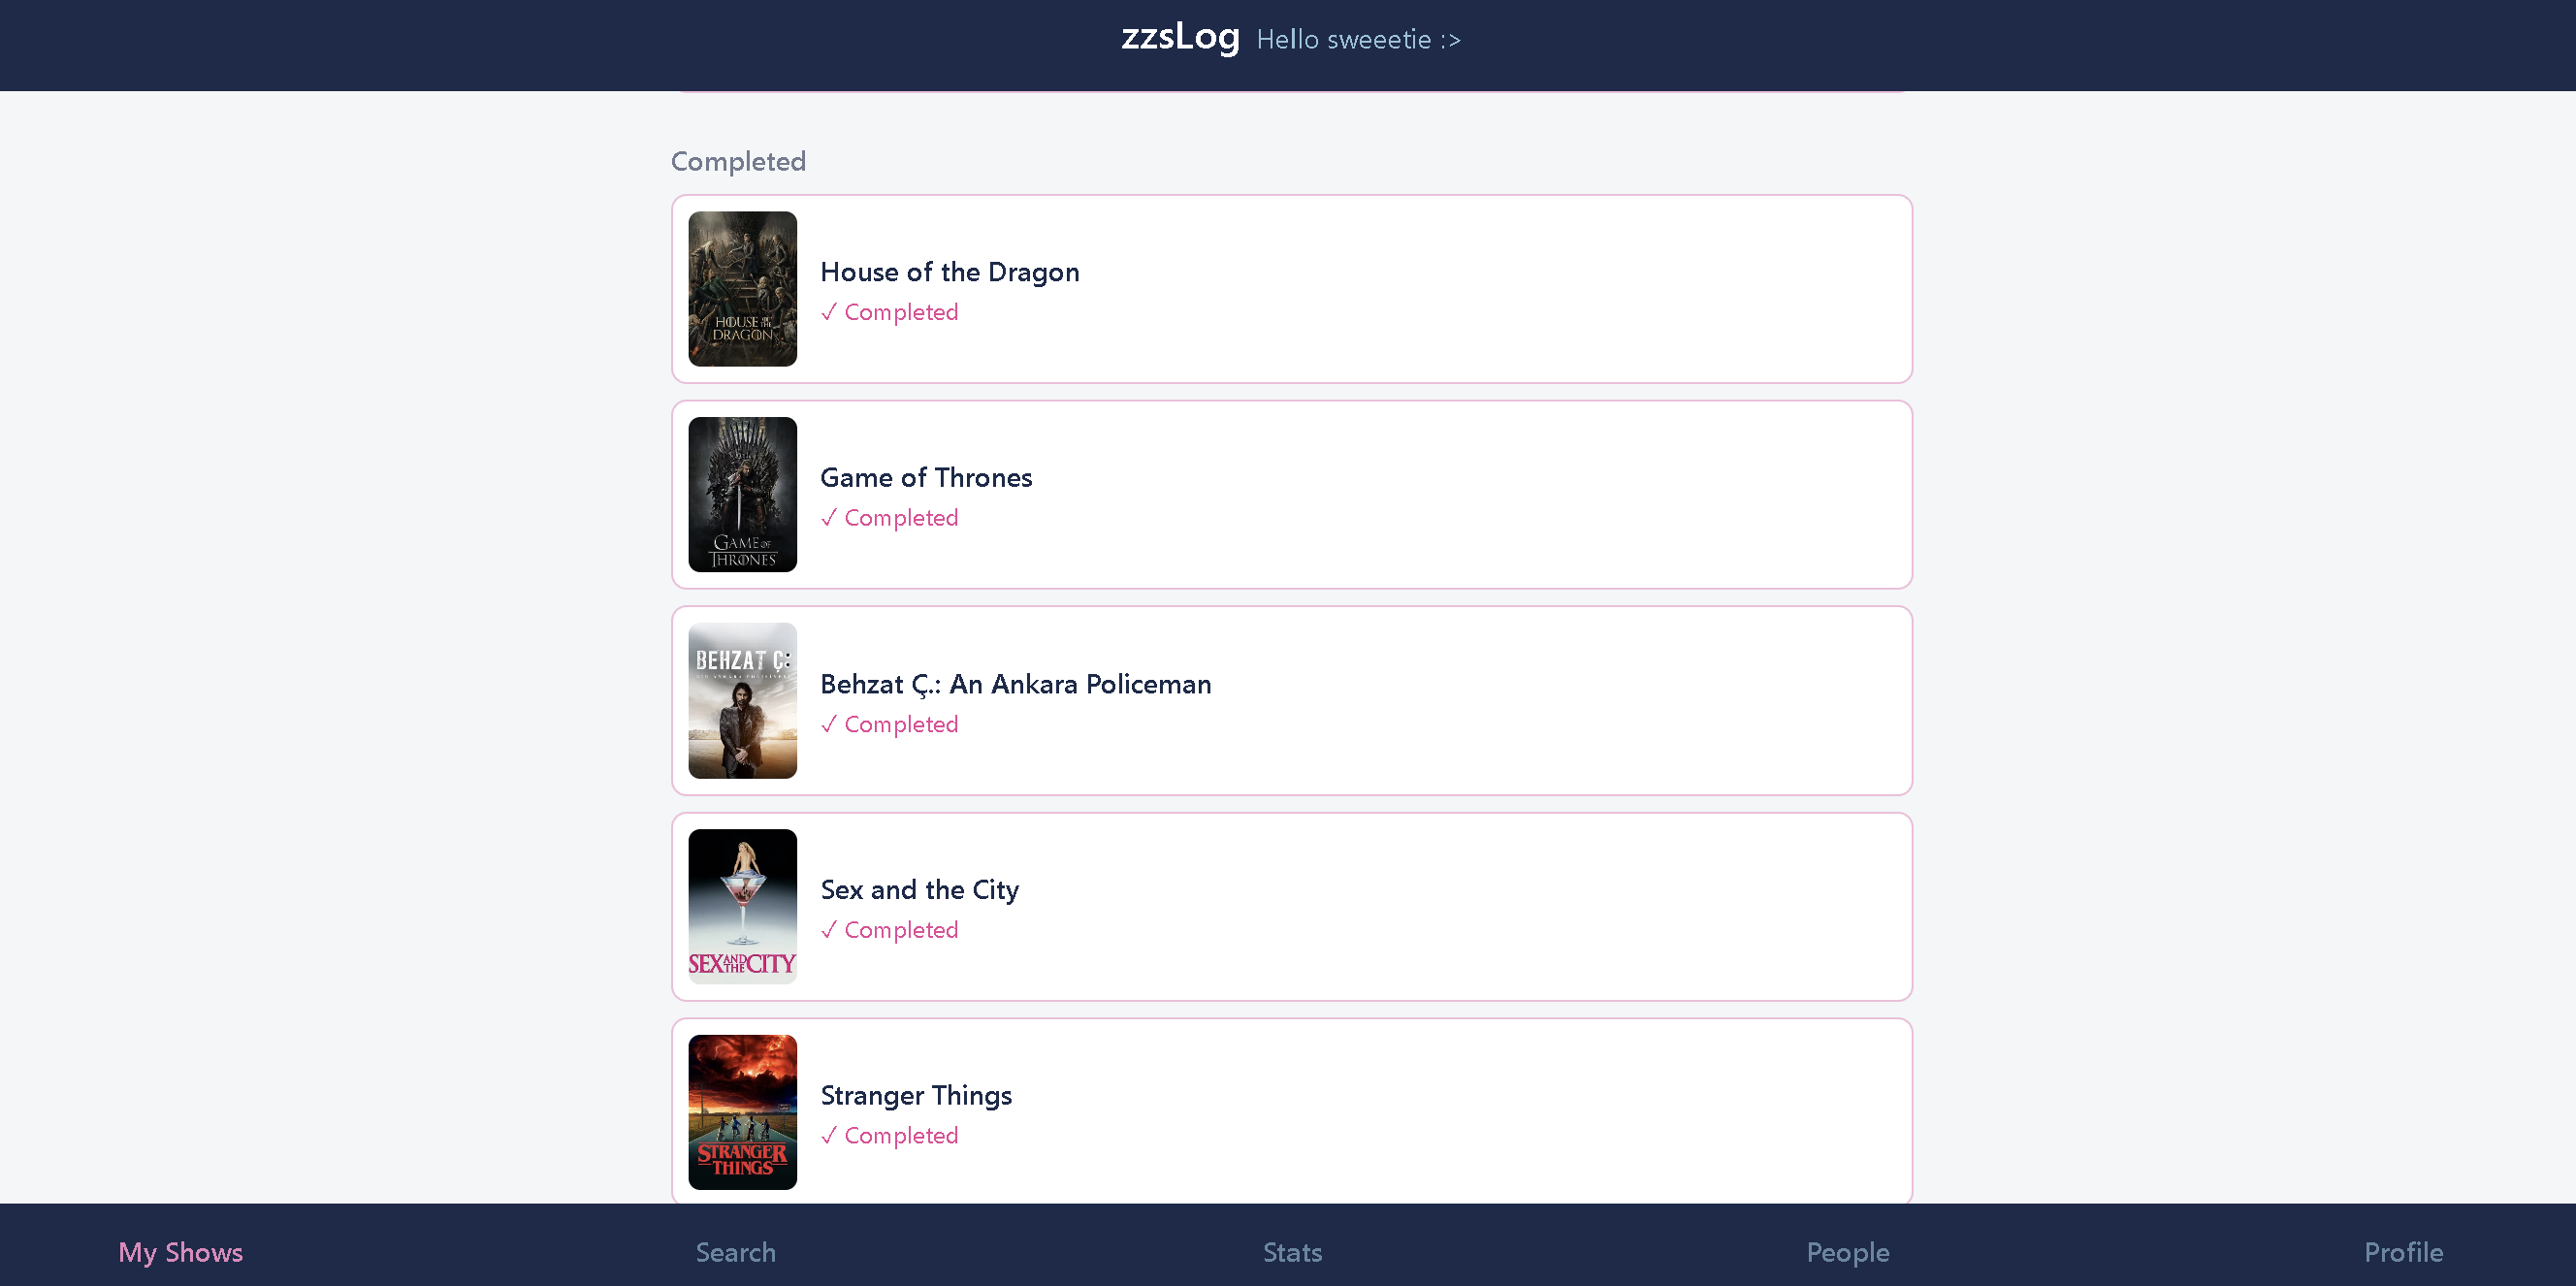 zzsLog Hello sweeetie :>
Completed
HOUSE OF THE
DRAGON
House of the Dragon
✓ Completed
GAME OF
THRONES
Game of Thrones
✓ Completed
BEHZAT Ç:
Behzat Ç.: An Ankara Policeman
✓ Completed
SEX AND THE CITY
Sex and the City
✓ Completed
STRANGER
THINGS
Stranger Things
✓ Completed
My Shows Search Stats People Profile